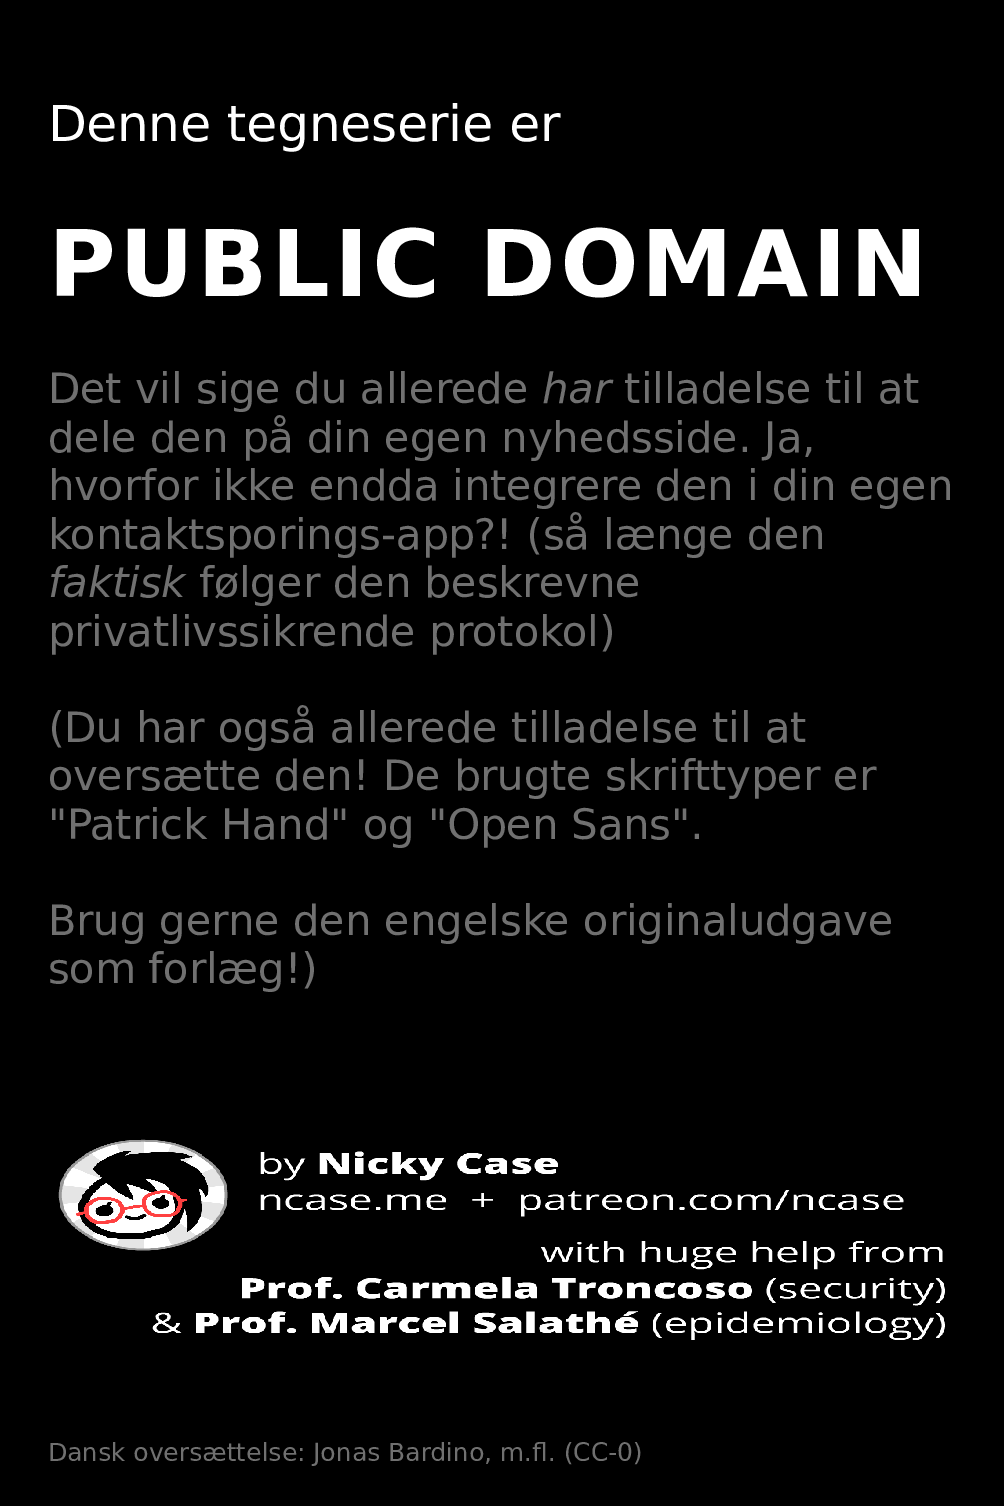 Denne tegneserie er
PUBLIC DOMAIN
Det vil sige du allerede har tilladelse til at
dele den på din egen nyhedsside. Ja,
hvorfor ikke endda integrere den i din egen
kontaktsporings-app?! (så længe den
faktisk følger den beskrevne
privatlivssikrende protokol)
(Du har også allerede tilladelse til at
oversætte den! De brugte skrifttyper er
"Patrick Hand" og "Open Sans".
Brug gerne den engelske originaludgave
som forlæg!)
by Nicky Case
ncase.me + patreon.com/ncase
with huge help from
Prof. Carmela Troncoso (security)
& Prof. Marcel Salathé (epidemiology)
Dansk oversættelse: Jonas Bardino, m.fl. (CC-0)